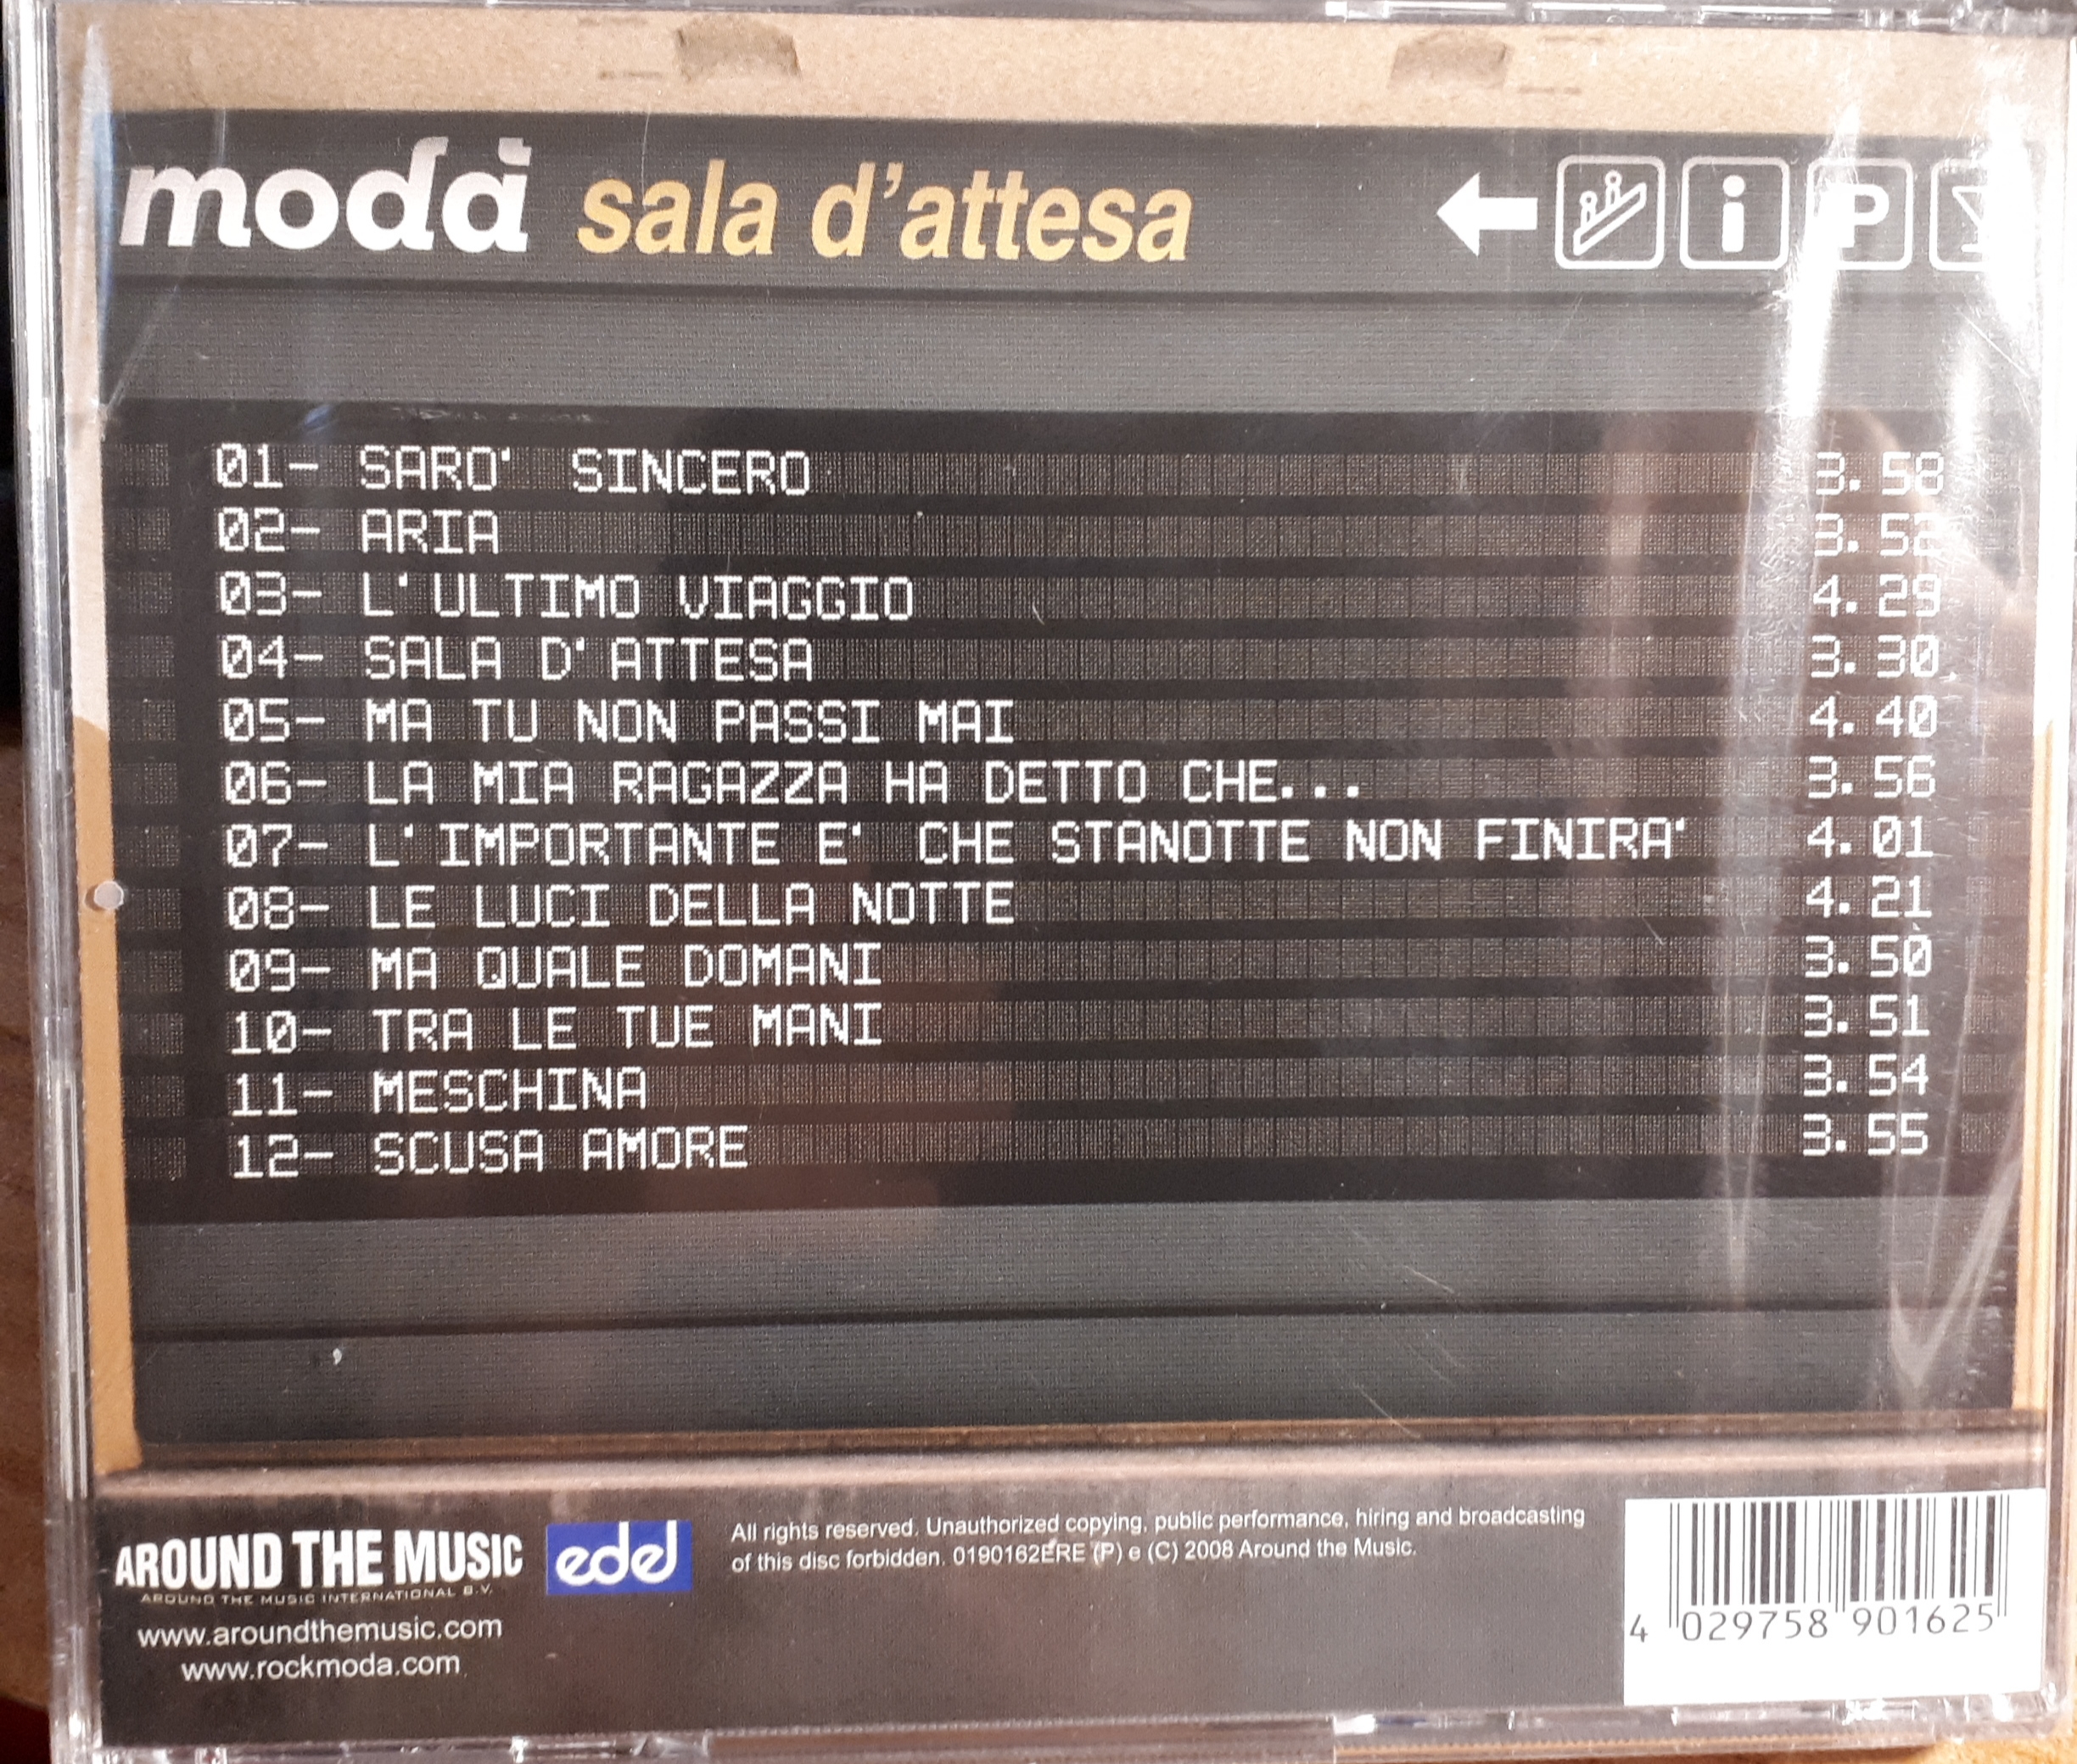 modà sala d'attesa
i P
01- SARO' SINCERO 3.58
02- ARIA 3.52
03- L'ULTIMO VIAGGIO 4.29
04- SALA D'ATTESA 3.30
05- MA TU NON PASSI MAI 4.40
06- LA MIA RAGAZZA HA DETTO CHE... 3.56
07- L'IMPORTANTE E' CHE STANOTTE NON FINIRA' 4.01
08- LE LUCI DELLA NOTTE 4.21
09- MA QUALE DOMANI 3.50
10- TRA LE TUE MANI 3.51
11- MESCHINA 3.54
12- SCUSA AMORE 3.55
AROUND THE MUSIC
AROUND THE MUSIC INTERNATIONAL B.V.
www.aroundthemusic.com
www.rockmoda.com
edel
All rights reserved. Unauthorized copying, public performance, hiring and broadcasting
of this disc forbidden. 0190162ERE (P) e (C) 2008 Around the Music.
4 029758 901625